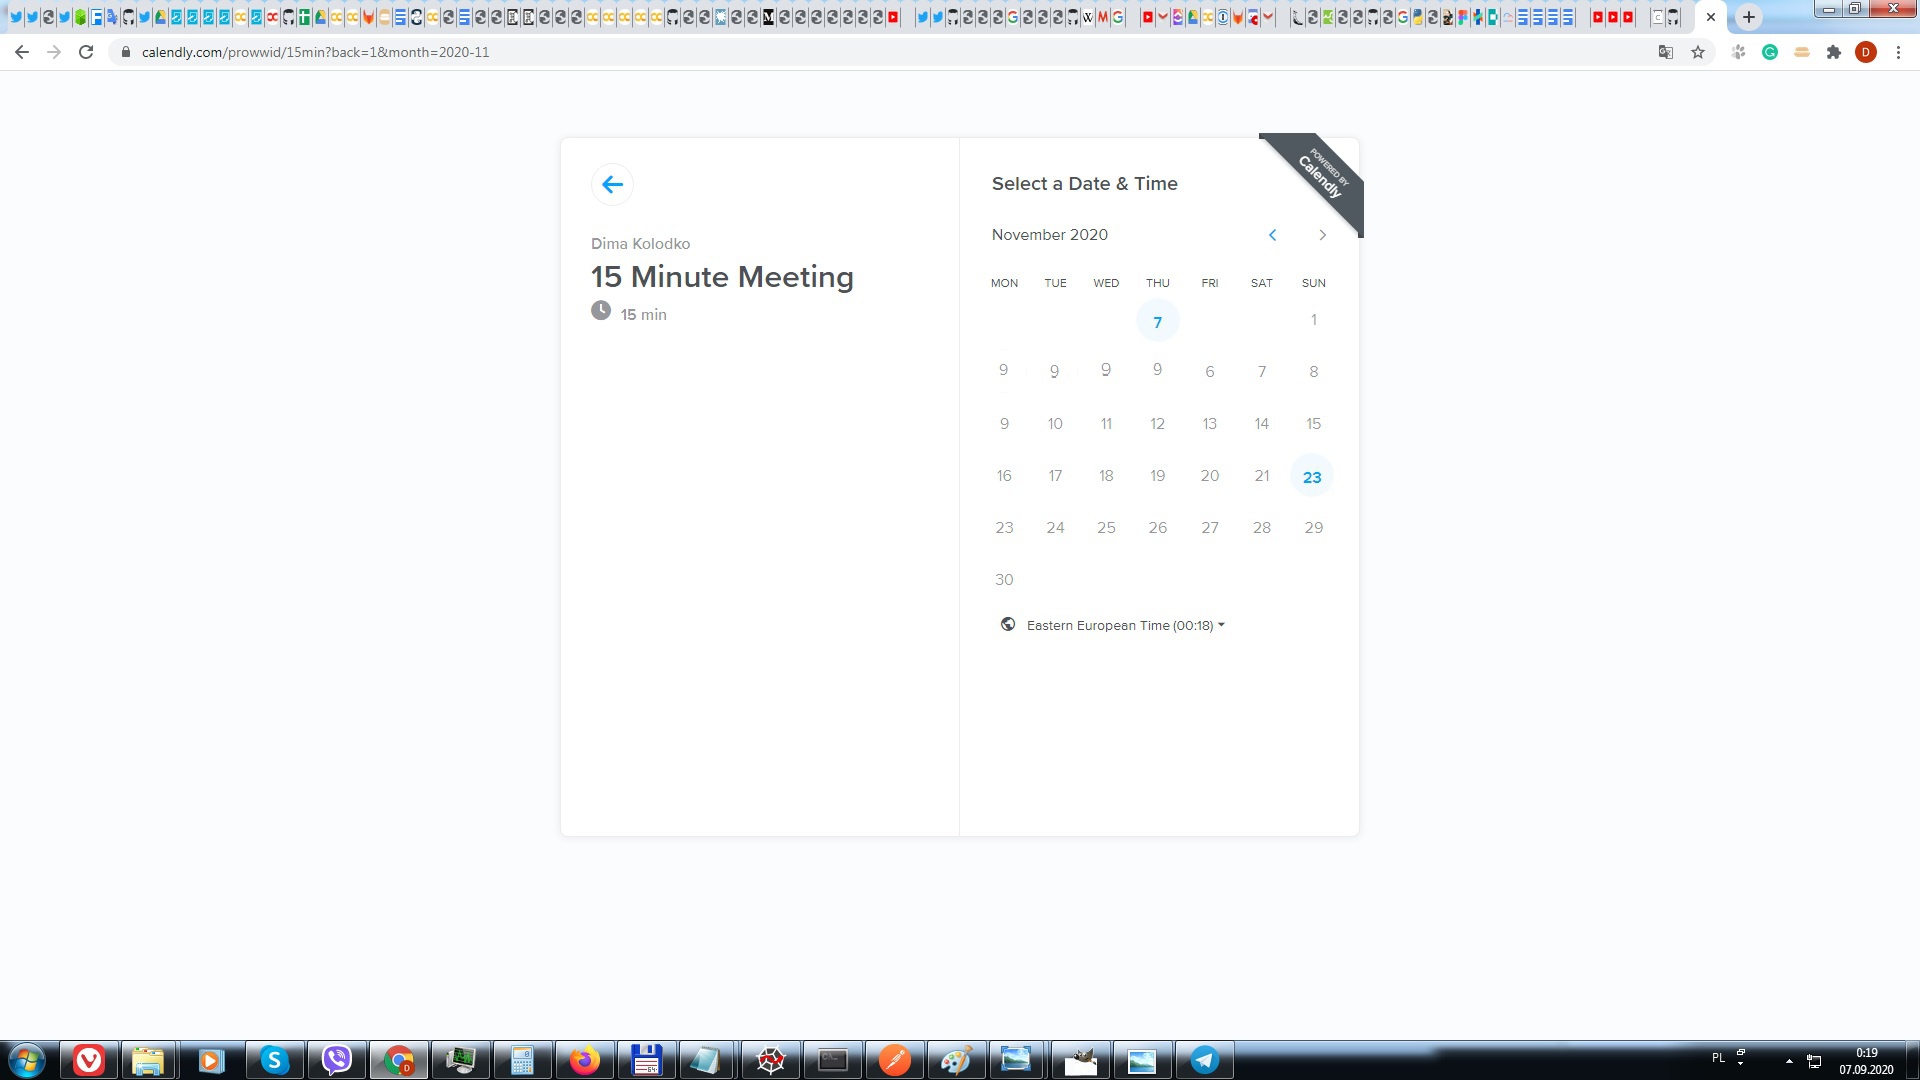 calendly.com/prowwid/15min?back=1&month=2020-11
D
POWERED BY
Calendly
Select a Date & Time
Dima Kolodko
15 Minute Meeting
15 min
November 2020
MON TUE WED THU FRI SAT SUN
7 1
9 9 9 9 6 7 8
9 10 11 12 13 14 15
16 17 18 19 20 21 23
23 24 25 26 27 28 29
30
Eastern European Time (00:18)
PL
0:19
07.09.2020